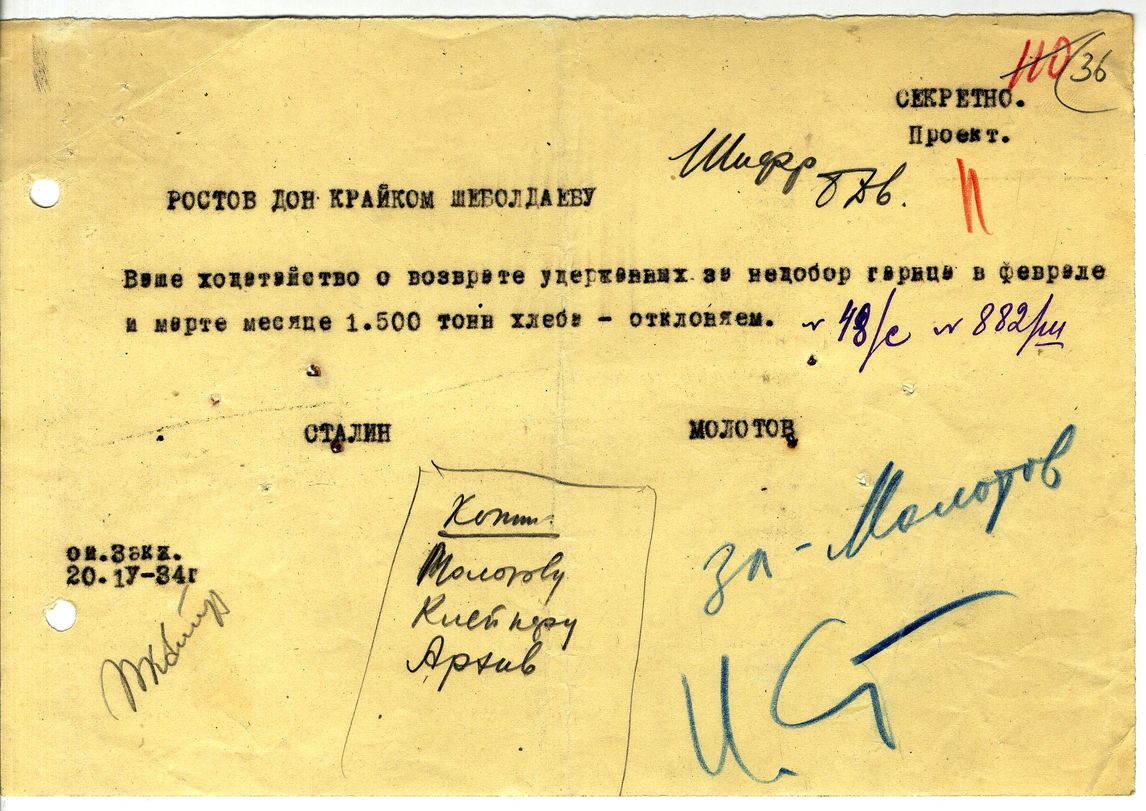 110 36
СЕКРЕТНО.
Проект.
Шифр
П
РОСТОВ ДОН КРАЙКОМ ШЕБОЛДАЕВУ
Ваше ходатайство о возврате удержанных за недобор гарнца в феврале
и марте месяце 1.500 тонн хлеба - отклоняем. № 48/с № 882/ш
СТАЛИН МОЛОТОВ
за - Молотов
И. Ст
Копии:
Молотову
Клейнеру
Архив
оп.3экз.
20.1У-34г